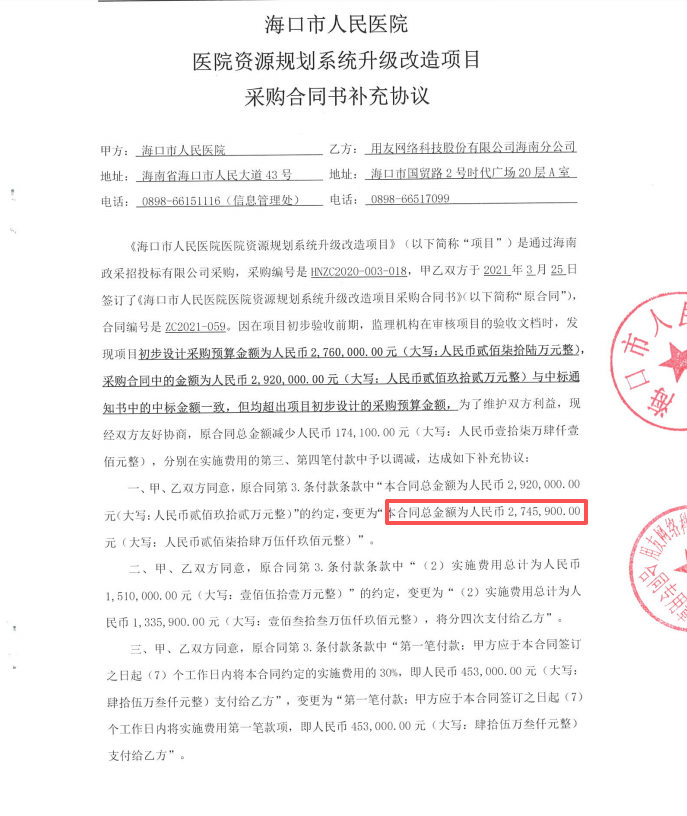 海口市人民医院
医院资源规划系统升级改造项目
采购合同书补充协议
甲方： 海口市人民医院 乙方： 用友网络科技股份有限公司海南分公司
地址： 海南省海口市人民大道 43 号 地址： 海口市国贸路 2 号时代广场 20 层 A 室
电话： 0898-66151116（信息管理处） 电话： 0898-66517099
《海口市人民医院医院资源规划系统升级改造项目》（以下简称“项目”）是通过海南
政采招投标有限公司采购，采购编号是 HNZC2020-003-018，甲乙双方于 2021 年 3 月 25 日
签订了《海口市人民医院医院资源规划系统升级改造项目采购合同书》（以下简称“原合同”），
合同编号是 ZC2021-059。因在项目初步验收前期，监理机构在审核项目的验收文档时，发
现项目初步设计采购预算金额为人民币 2,760,000.00 元（大写：人民币贰佰柒拾陆万元整），
采购合同中的金额为人民币 2,920,000.00 元（大写：人民币贰佰玖拾贰万元整）与中标通
知书中的中标金额一致，但均超出项目初步设计的采购预算金额，为了维护双方利益，现
经双方友好协商，原合同总金额减少人民币 174,100.00 元（大写：人民币壹拾柒万肆仟壹
佰元整），分别在实施费用的第三、第四笔付款中予以调减，达成如下补充协议：
一、甲、乙双方同意，原合同第 3. 条付款条款中“本合同总金额为人民币 2,920,000.00
元（大写：人民币贰佰玖拾贰万元整）”的约定，变更为“本合同总金额为人民币 2,745,900.00
元（大写：人民币贰佰柒拾肆万伍仟玖佰元整）”。
二、甲、乙双方同意，原合同第 3. 条付款条款中“（2）实施费用总计为人民币
1,510,000.00 元（大写：壹佰伍拾壹万元整）”的约定，变更为“（2）实施费用总计为人民
币 1,335,900.00 元（大写：壹佰叁拾叁万伍仟玖佰元整），将分四次支付给乙方”。
三、甲、乙双方同意，原合同第 3. 条付款条款中“第一笔付款：甲方应于本合同签订
之日起（7）个工作日内将本合同约定的实施费用的 30%，即人民币 453,000.00 元（大写：
肆拾伍万叁仟元整）支付给乙方”，变更为“第一笔付款：甲方应于本合同签订之日起（7）
个工作日内将实施费用第一笔款项，即人民币 453,000.00 元（大写：肆拾伍万叁仟元整）
支付给乙方”。
海口市人民
用友网络科
合同专用章